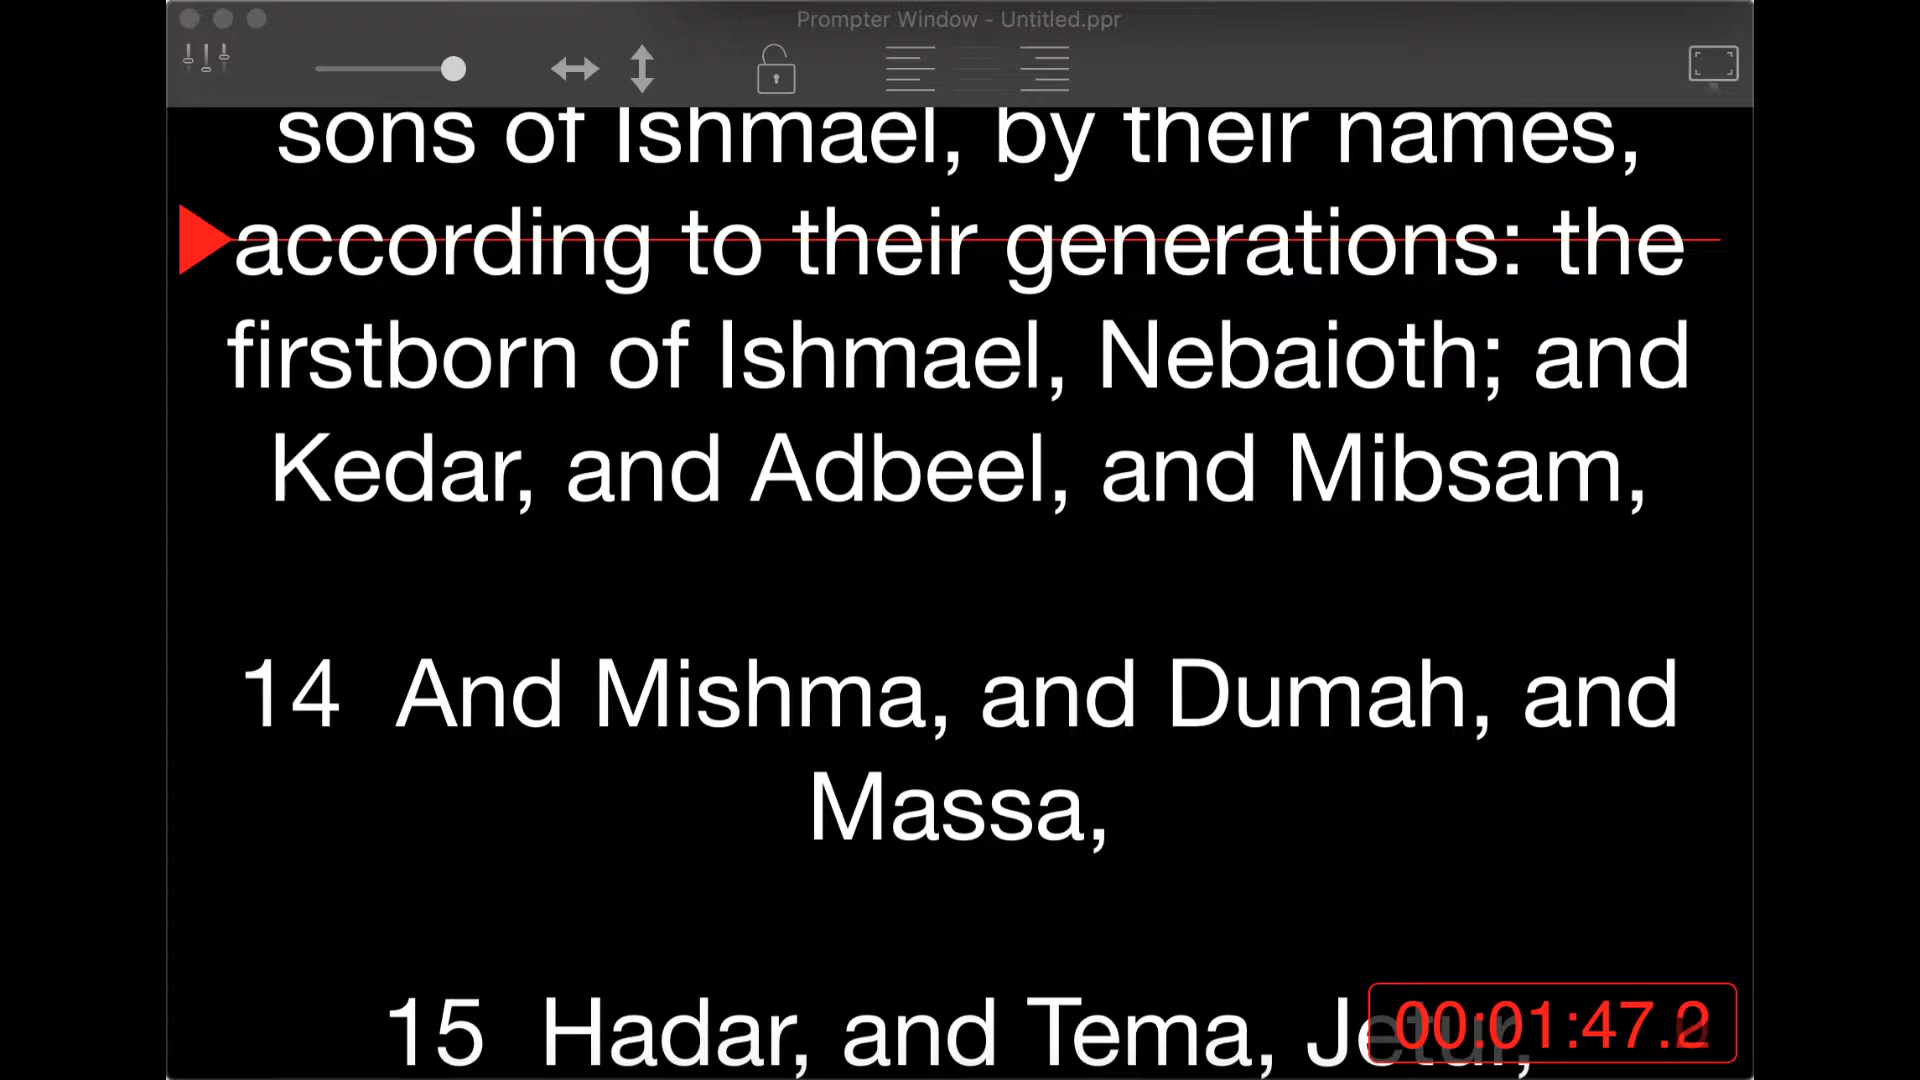 Prompter Window - Untitled.ppr
sons of Ishmael, by their names,
according to their generations: the
firstborn of Ishmael, Nebaioth; and
Kedar, and Adbeel, and Mibsam,
14 And Mishma, and Dumah, and
Massa,
15 Hadar, and Tema, Jetur,
00:01:47.2